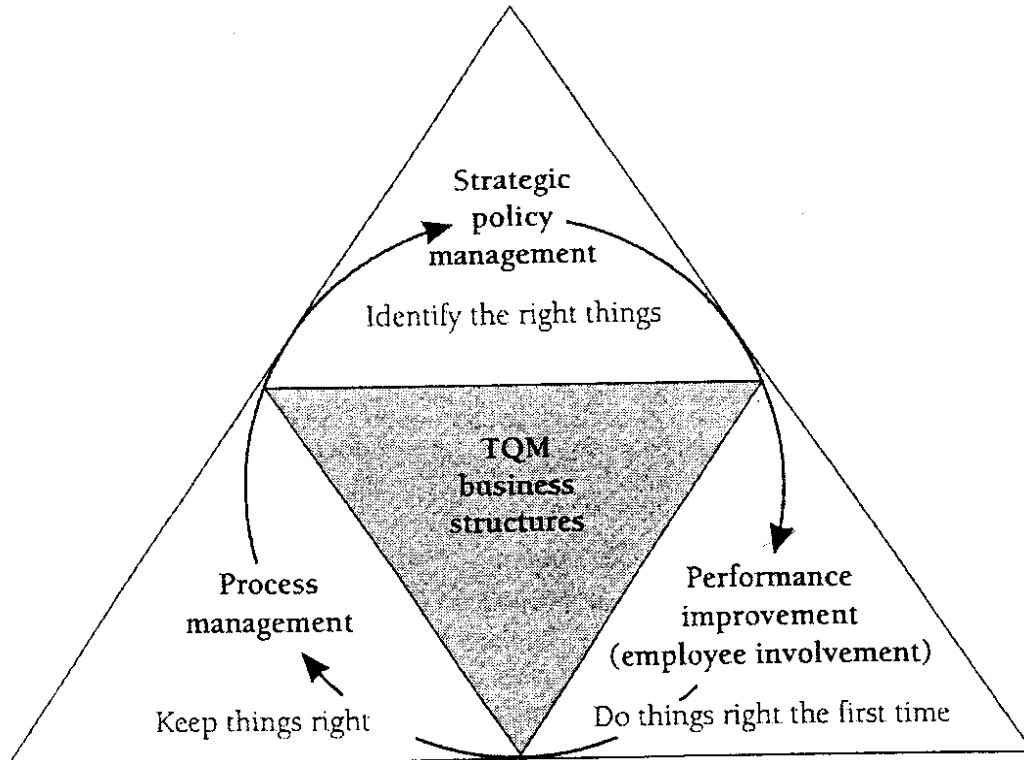 Strategic
policy
management
Identify the right things
TQM
business
structures
Process
management
Keep things right
Performance
improvement
(employee involvement)
Do things right the first time